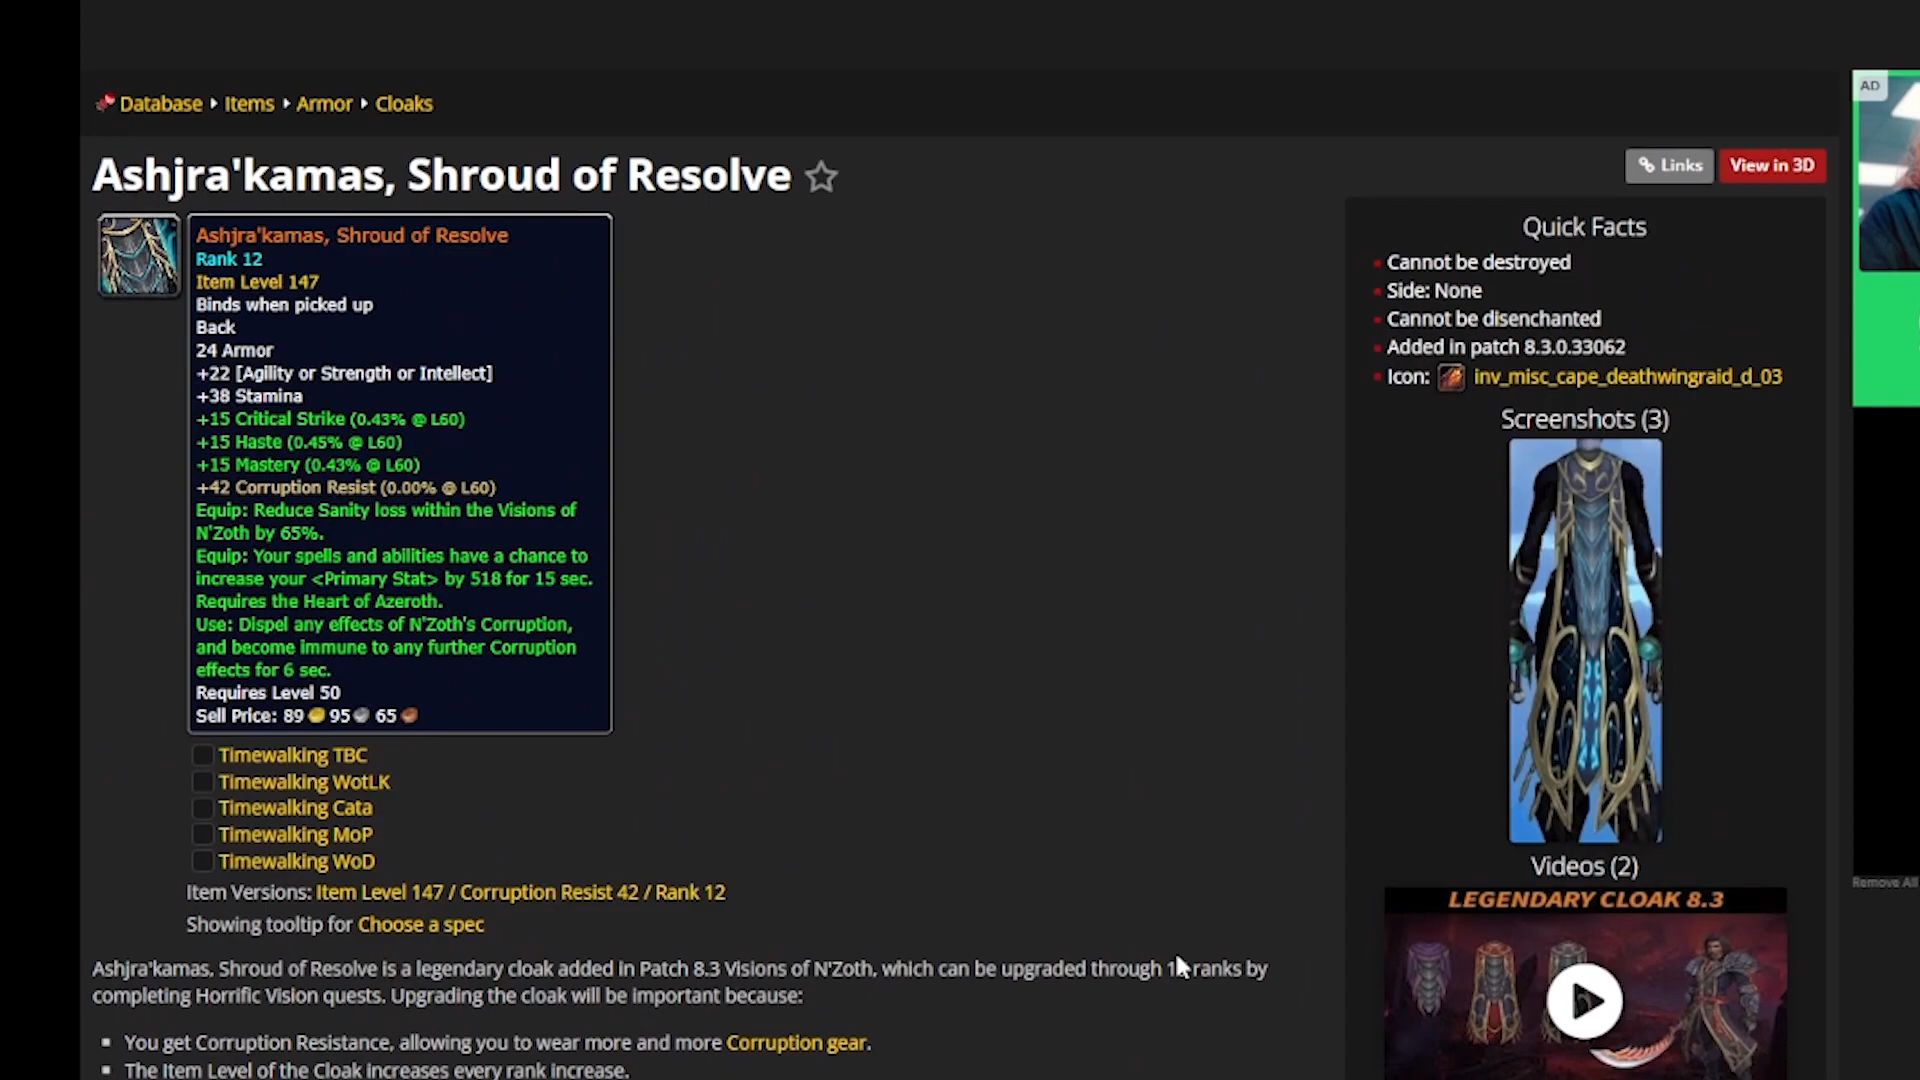 Database ▸ Items ▸ Armor ▸ Cloaks
Ashjra'kamas, Shroud of Resolve
Links
View in 3D
AD
Ashjra'kamas, Shroud of Resolve
Rank 12
Item Level 147
Binds when picked up
Back
24 Armor
+22 [Agility or Strength or Intellect]
+38 Stamina
+15 Critical Strike (0.43% @ L60)
+15 Haste (0.45% @ L60)
+15 Mastery (0.43% @ L60)
+42 Corruption Resist (0.00% @ L60)
Equip: Reduce Sanity loss within the Visions of
N'Zoth by 65%.
Equip: Your spells and abilities have a chance to
increase your <Primary Stat> by 518 for 15 sec.
Requires the Heart of Azeroth.
Use: Dispel any effects of N'Zoth's Corruption,
and become immune to any further Corruption
effects for 6 sec.
Requires Level 50
Sell Price: 89 95 65
Timewalking TBC
Timewalking WotLK
Timewalking Cata
Timewalking MoP
Timewalking WoD
Item Versions: Item Level 147 / Corruption Resist 42 / Rank 12
Showing tooltip for Choose a spec
Ashjra'kamas, Shroud of Resolve is a legendary cloak added in Patch 8.3 Visions of N'Zoth, which can be upgraded through ranks by
completing Horrific Vision quests. Upgrading the cloak will be important because:
You get Corruption Resistance, allowing you to wear more and more Corruption gear.
The Item Level of the Cloak increases every rank increase.
Quick Facts
Cannot be destroyed
Side: None
Cannot be disenchanted
Added in patch 8.3.0.33062
Icon: inv_misc_cape_deathwingraid_d_03
Screenshots (3)
Videos (2)
LEGENDARY CLOAK 8.3
Remove All